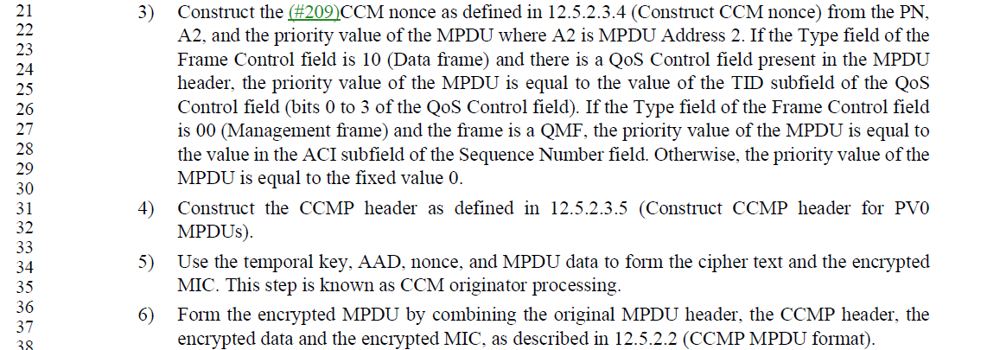 21
22
23
24
25
26
27
28
29
30
31
32
33
34
35
36
37
38
3) Construct the (#209)CCM nonce as defined in 12.5.2.3.4 (Construct CCM nonce) from the PN,
A2, and the priority value of the MPDU where A2 is MPDU Address 2. If the Type field of the
Frame Control field is 10 (Data frame) and there is a QoS Control field present in the MPDU
header, the priority value of the MPDU is equal to the value of the TID subfield of the QoS
Control field (bits 0 to 3 of the QoS Control field). If the Type field of the Frame Control field
is 00 (Management frame) and the frame is a QMF, the priority value of the MPDU is equal to
the value in the ACI subfield of the Sequence Number field. Otherwise, the priority value of the
MPDU is equal to the fixed value 0.
4) Construct the CCMP header as defined in 12.5.2.3.5 (Construct CCMP header for PV0
MPDUs).
5) Use the temporal key, AAD, nonce, and MPDU data to form the cipher text and the encrypted
MIC. This step is known as CCM originator processing.
6) Form the encrypted MPDU by combining the original MPDU header, the CCMP header, the
encrypted data and the encrypted MIC, as described in 12.5.2.2 (CCMP MPDU format).